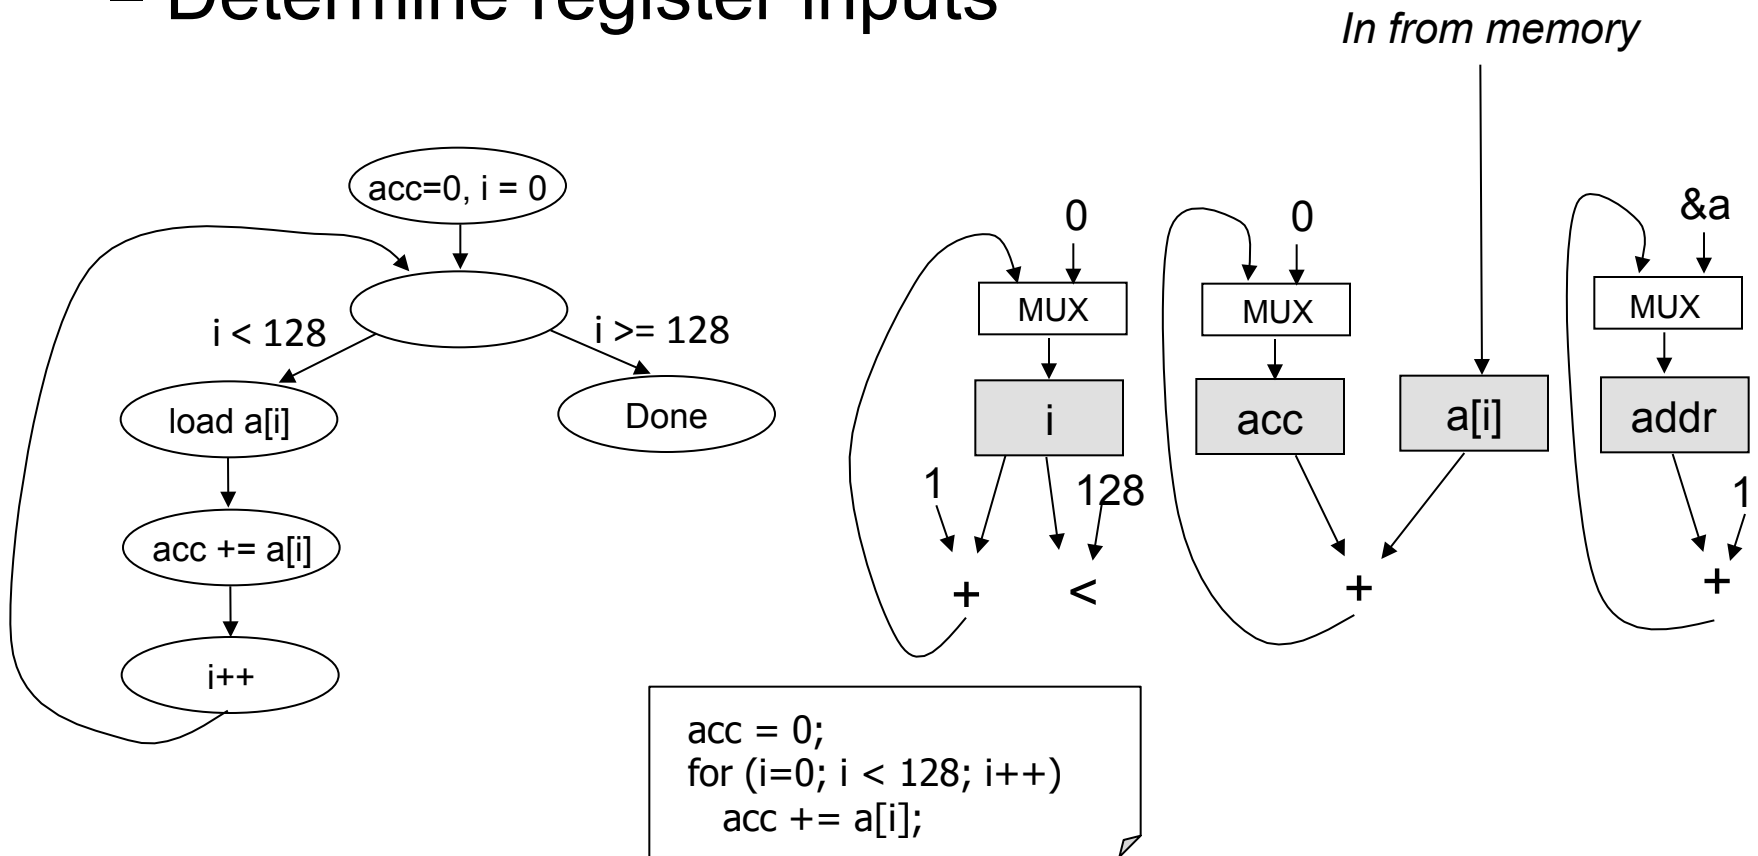 – Determine register inputs
In from memory
acc=0, i = 0
i < 128
i >= 128
load a[i]
Done
acc += a[i]
i++
0
MUX
i
1
128
+
<
0
MUX
acc
a[i]
+
&a
MUX
addr
1
+
acc = 0;
for (i=0; i < 128; i++)
acc += a[i];